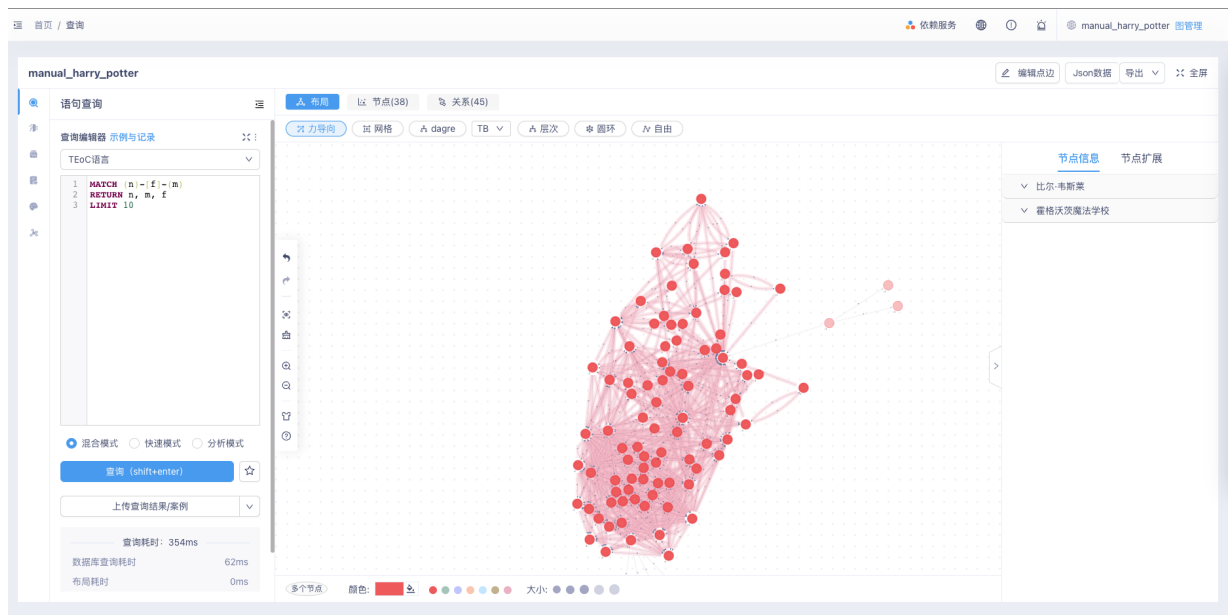 首页 / 查询
依赖服务
manual_harry_potter 图管理
manual_harry_potter
编辑点边
Json数据
导出
全屏
语句查询
布局
节点(38)
关系(45)
查询编辑器 示例与记录
力导向
网格
dagre
TB
层次
圆环
自由
TEoC语言
1 MATCH (n)-[f]-(m)
2 RETURN n, m, f
3 LIMIT 10
节点信息
节点扩展
比尔·韦斯莱
霍格沃茨魔法学校
混合模式
快速模式
分析模式
查询（shift+enter）
上传查询结果/案例
查询耗时：354ms
数据库查询耗时 62ms
布局耗时 0ms
多个节点
颜色:
大小: